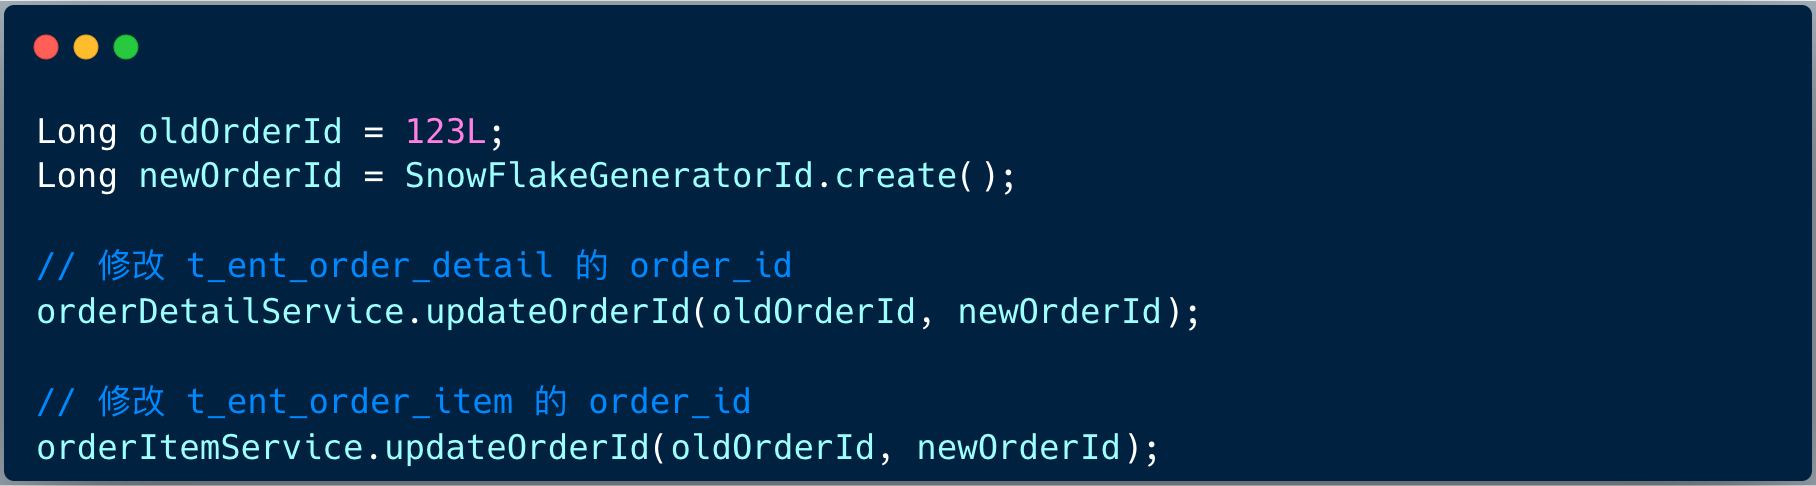 Long oldOrderId = 123L;
Long newOrderId = SnowFlakeGeneratorId.create();
// 修改 t_ent_order_detail 的 order_id
orderDetailService.updateOrderId(oldOrderId, newOrderId);
// 修改 t_ent_order_item 的 order_id
orderItemService.updateOrderId(oldOrderId, newOrderId);